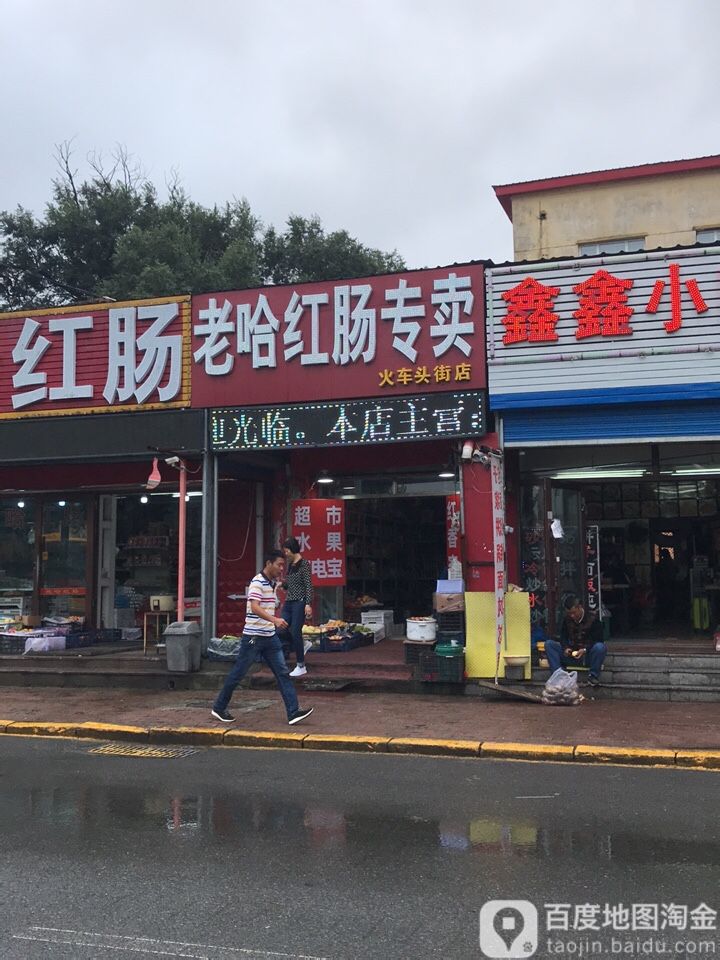 红肠
老哈红肠专卖
火车头街店
鑫鑫小
光临。本店主营
超市
水果
电宝
百度地图淘金
taojin.baidu.com